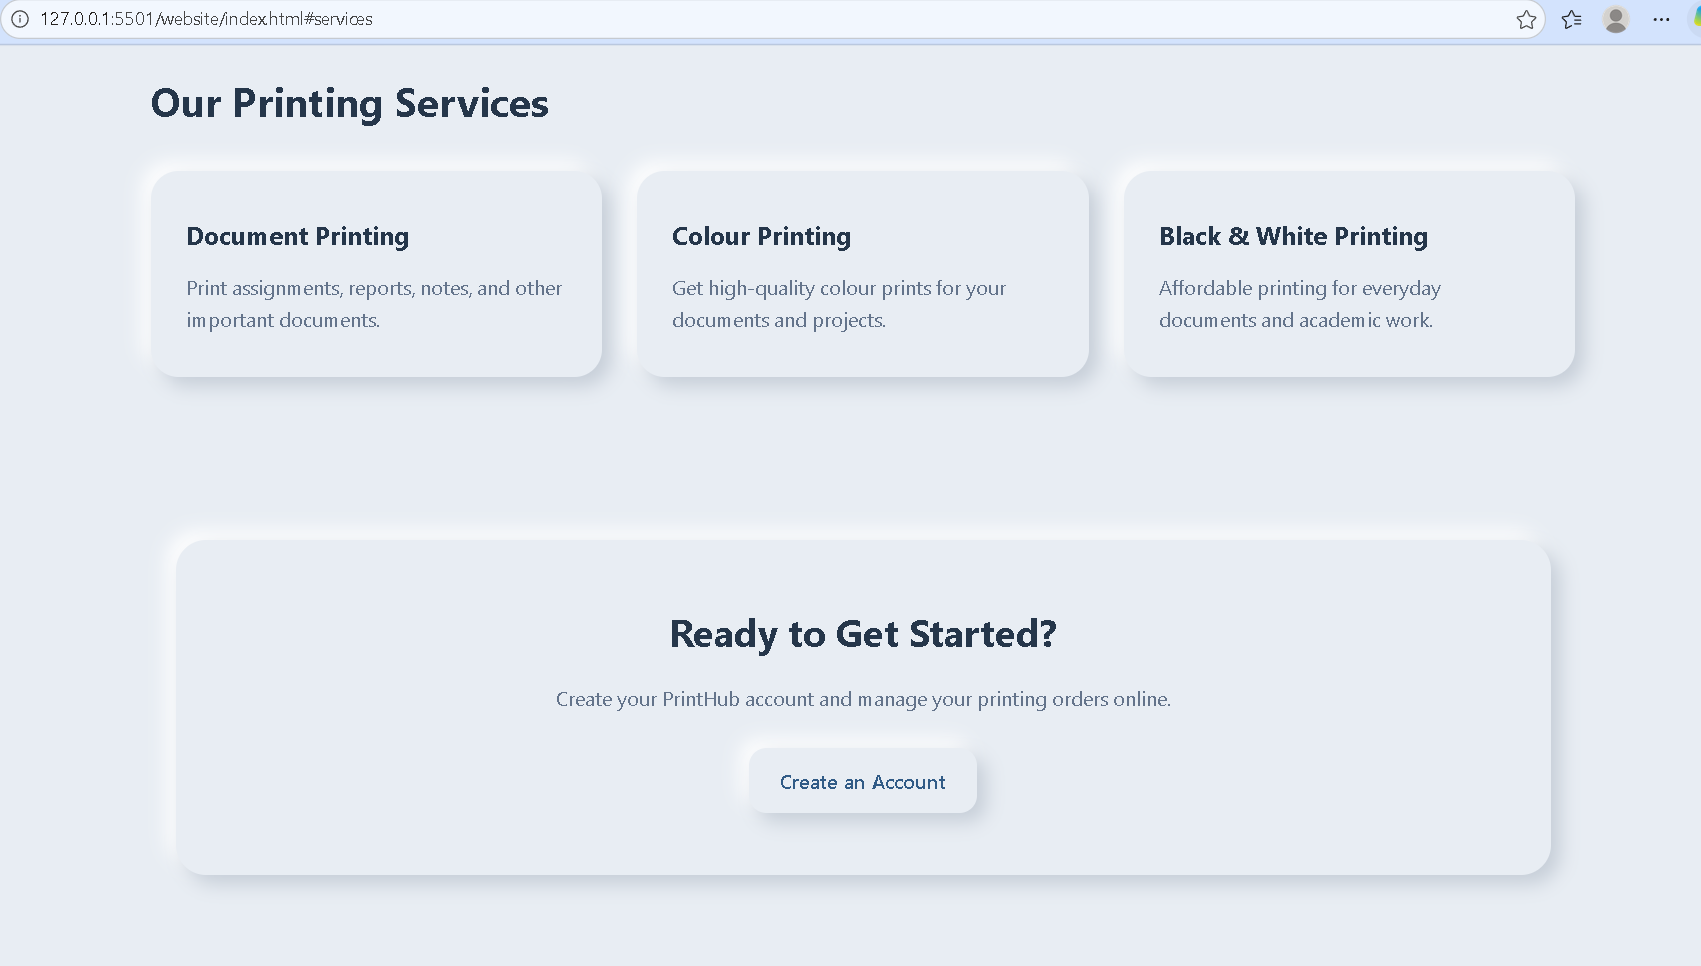 127.0.0.1:5501/website/index.html#services
Our Printing Services
Document Printing
Print assignments, reports, notes, and other
important documents.
Colour Printing
Get high-quality colour prints for your
documents and projects.
Black & White Printing
Affordable printing for everyday
documents and academic work.
Ready to Get Started?
Create your PrintHub account and manage your printing orders online.
Create an Account